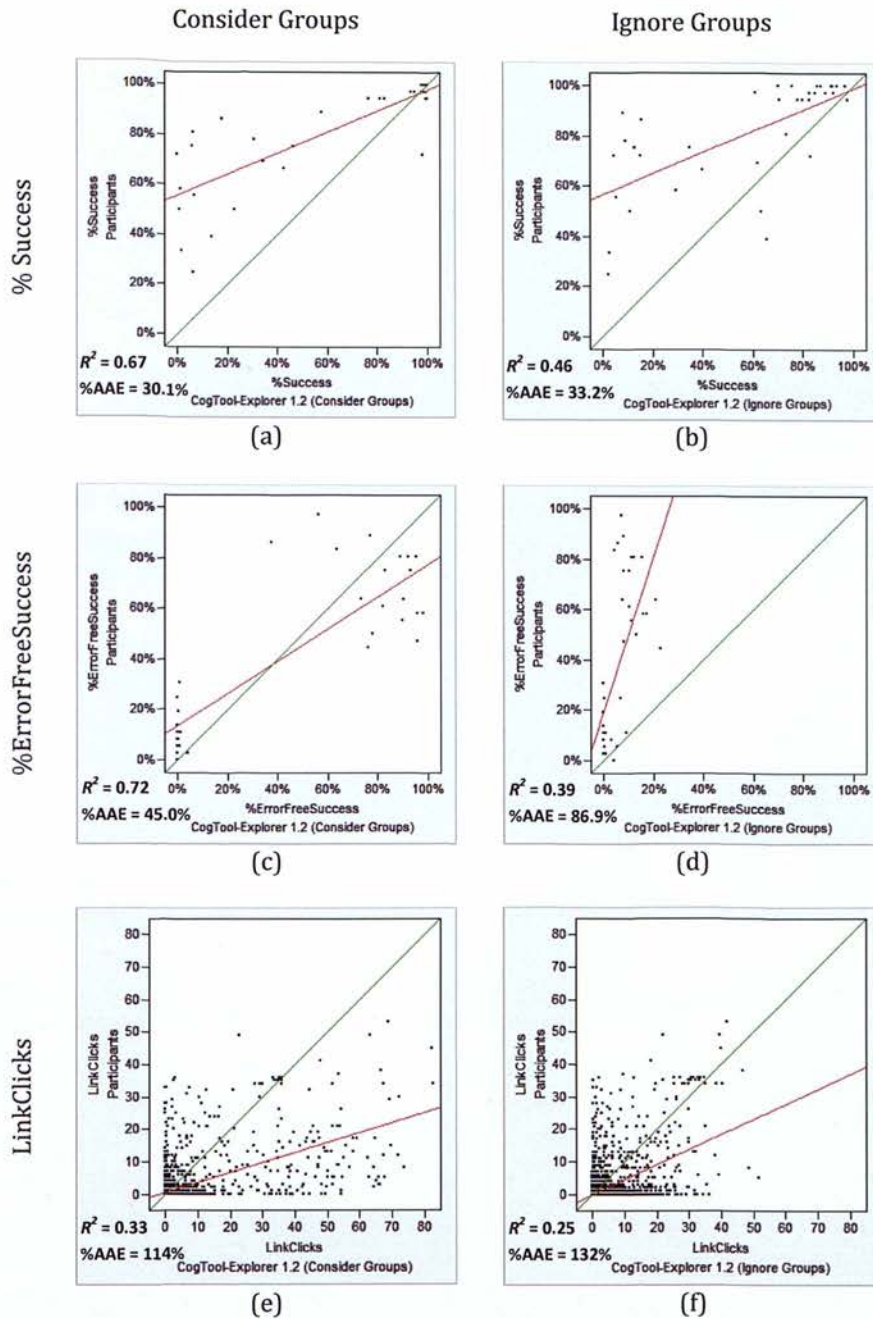 Consider Groups
Ignore Groups
% Success
%Success
Participants
100%
80%
60%
40%
20%
0%
0% 20% 40% 60% 80% 100%
R² = 0.67
%AAE = 30.1%
%Success
CogTool-Explorer 1.2 (Consider Groups)
(a)
%Success
Participants
100%
80%
60%
40%
20%
0%
0% 20% 40% 60% 80% 100%
R² = 0.46
%AAE = 33.2%
%Success
CogTool-Explorer 1.2 (Ignore Groups)
(b)
%ErrorFreeSuccess
%ErrorFreeSuccess
Participants
100%
80%
60%
40%
20%
0%
0% 20% 40% 60% 80% 100%
R² = 0.72
%AAE = 45.0%
%ErrorFreeSuccess
CogTool-Explorer 1.2 (Consider Groups)
(c)
%ErrorFreeSuccess
Participants
100%
80%
60%
40%
20%
0%
0% 20% 40% 60% 80% 100%
R² = 0.39
%AAE = 86.9%
%ErrorFreeSuccess
CogTool-Explorer 1.2 (Ignore Groups)
(d)
LinkClicks
LinkClicks
Participants
80
70
60
50
40
30
20
10
0
0 10 20 30 40 50 60 70 80
R² = 0.33
%AAE = 114%
LinkClicks
CogTool-Explorer 1.2 (Consider Groups)
(e)
LinkClicks
Participants
80
70
60
50
40
30
20
10
0
0 10 20 30 40 50 60 70 80
R² = 0.25
%AAE = 132%
LinkClicks
CogTool-Explorer 1.2 (Ignore Groups)
(f)